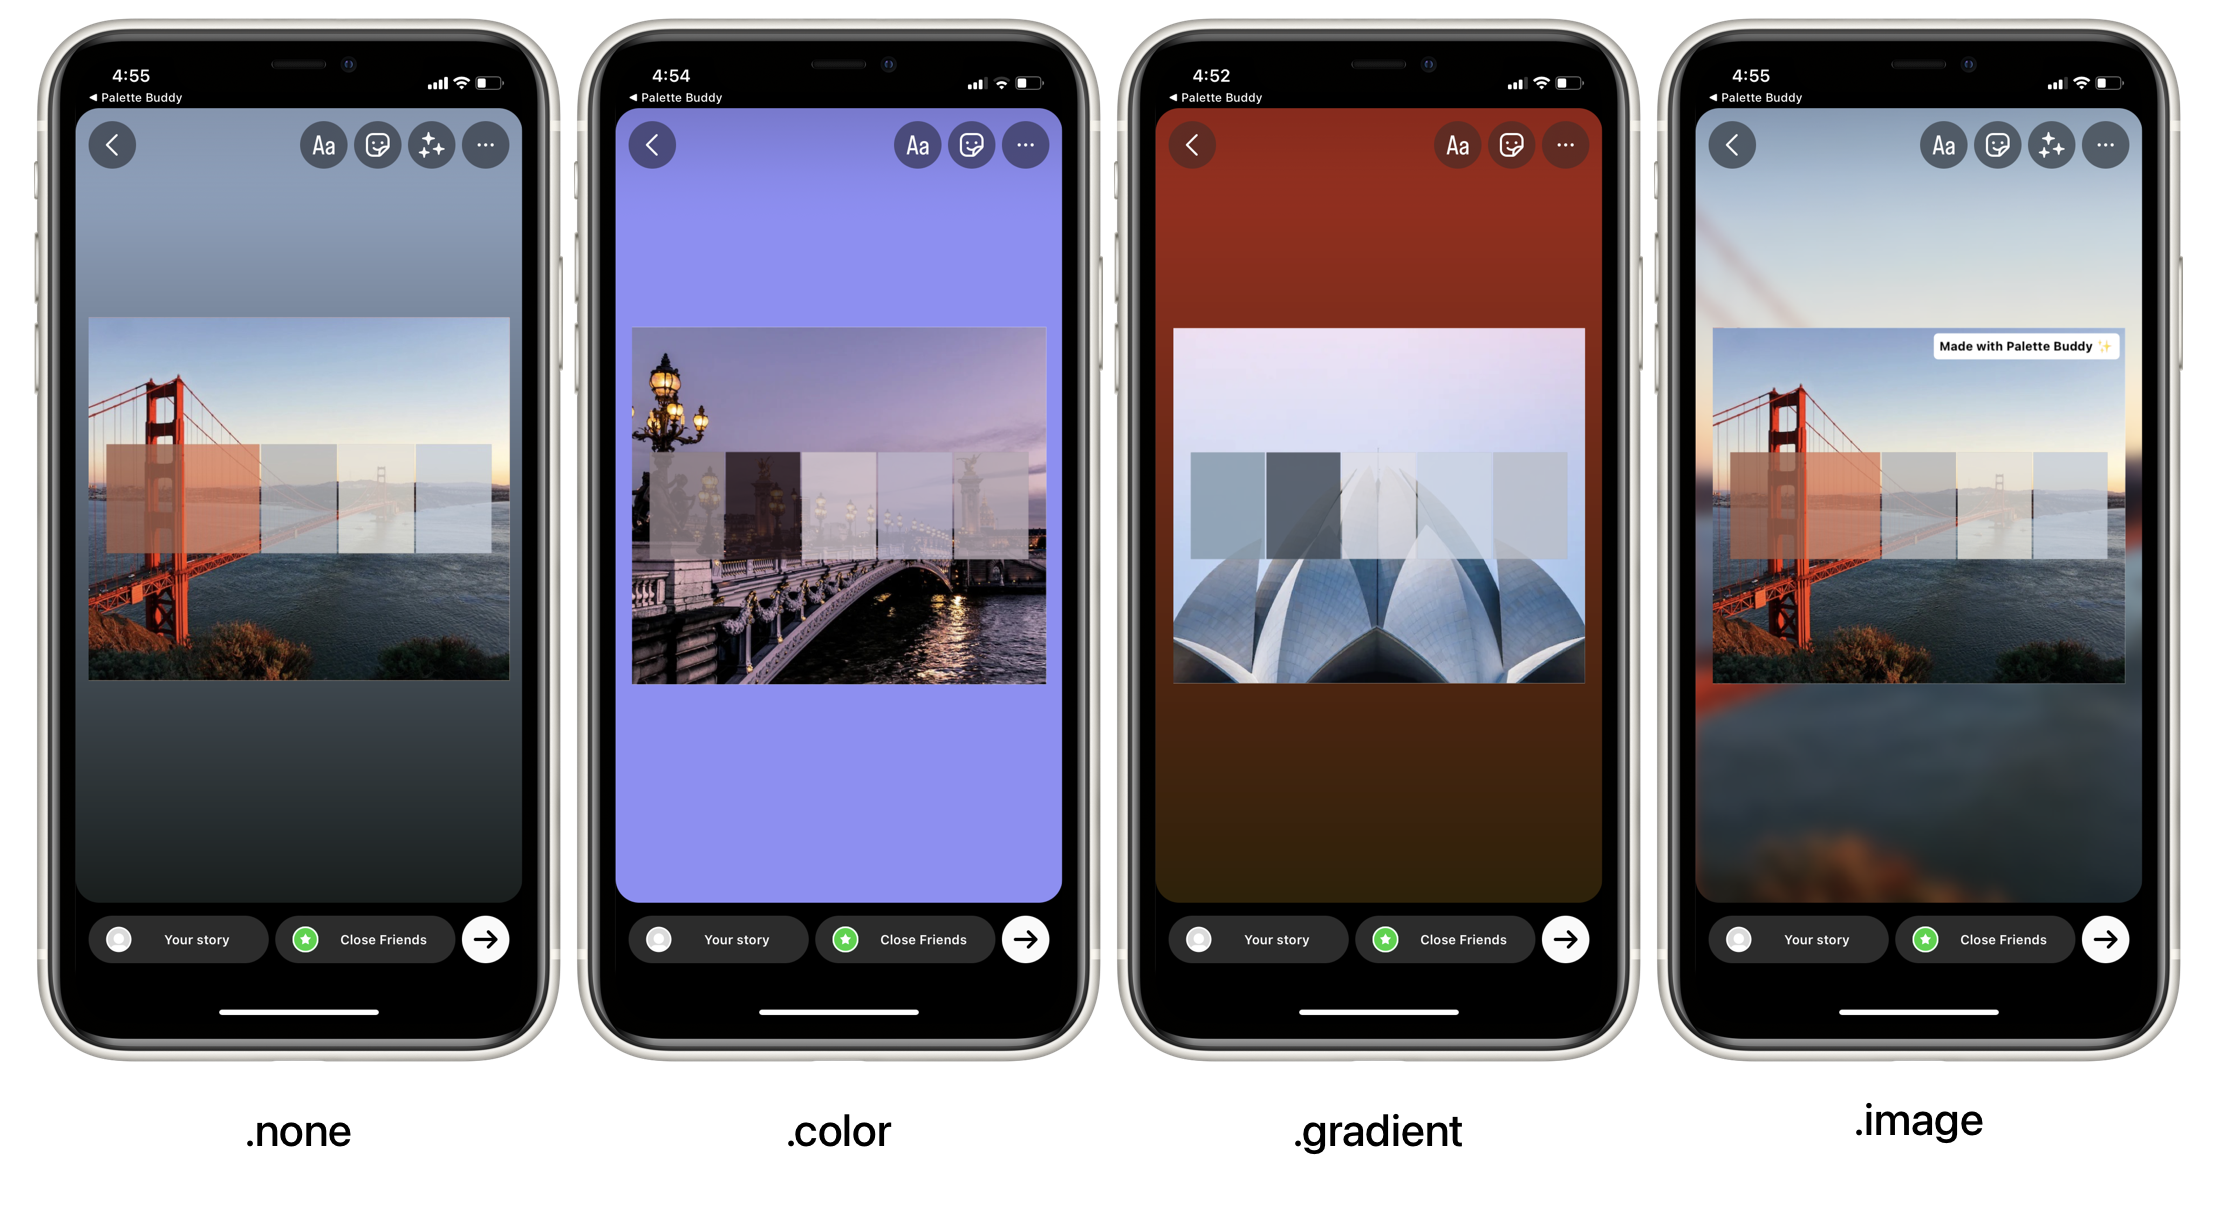 4:55
◀ Palette Buddy
Aa
Your story
Close Friends
.none
4:54
◀ Palette Buddy
Aa
Your story
Close Friends
.color
4:52
◀ Palette Buddy
Aa
Your story
Close Friends
.gradient
4:55
◀ Palette Buddy
Aa
Made with Palette Buddy ✨
Your story
Close Friends
.image